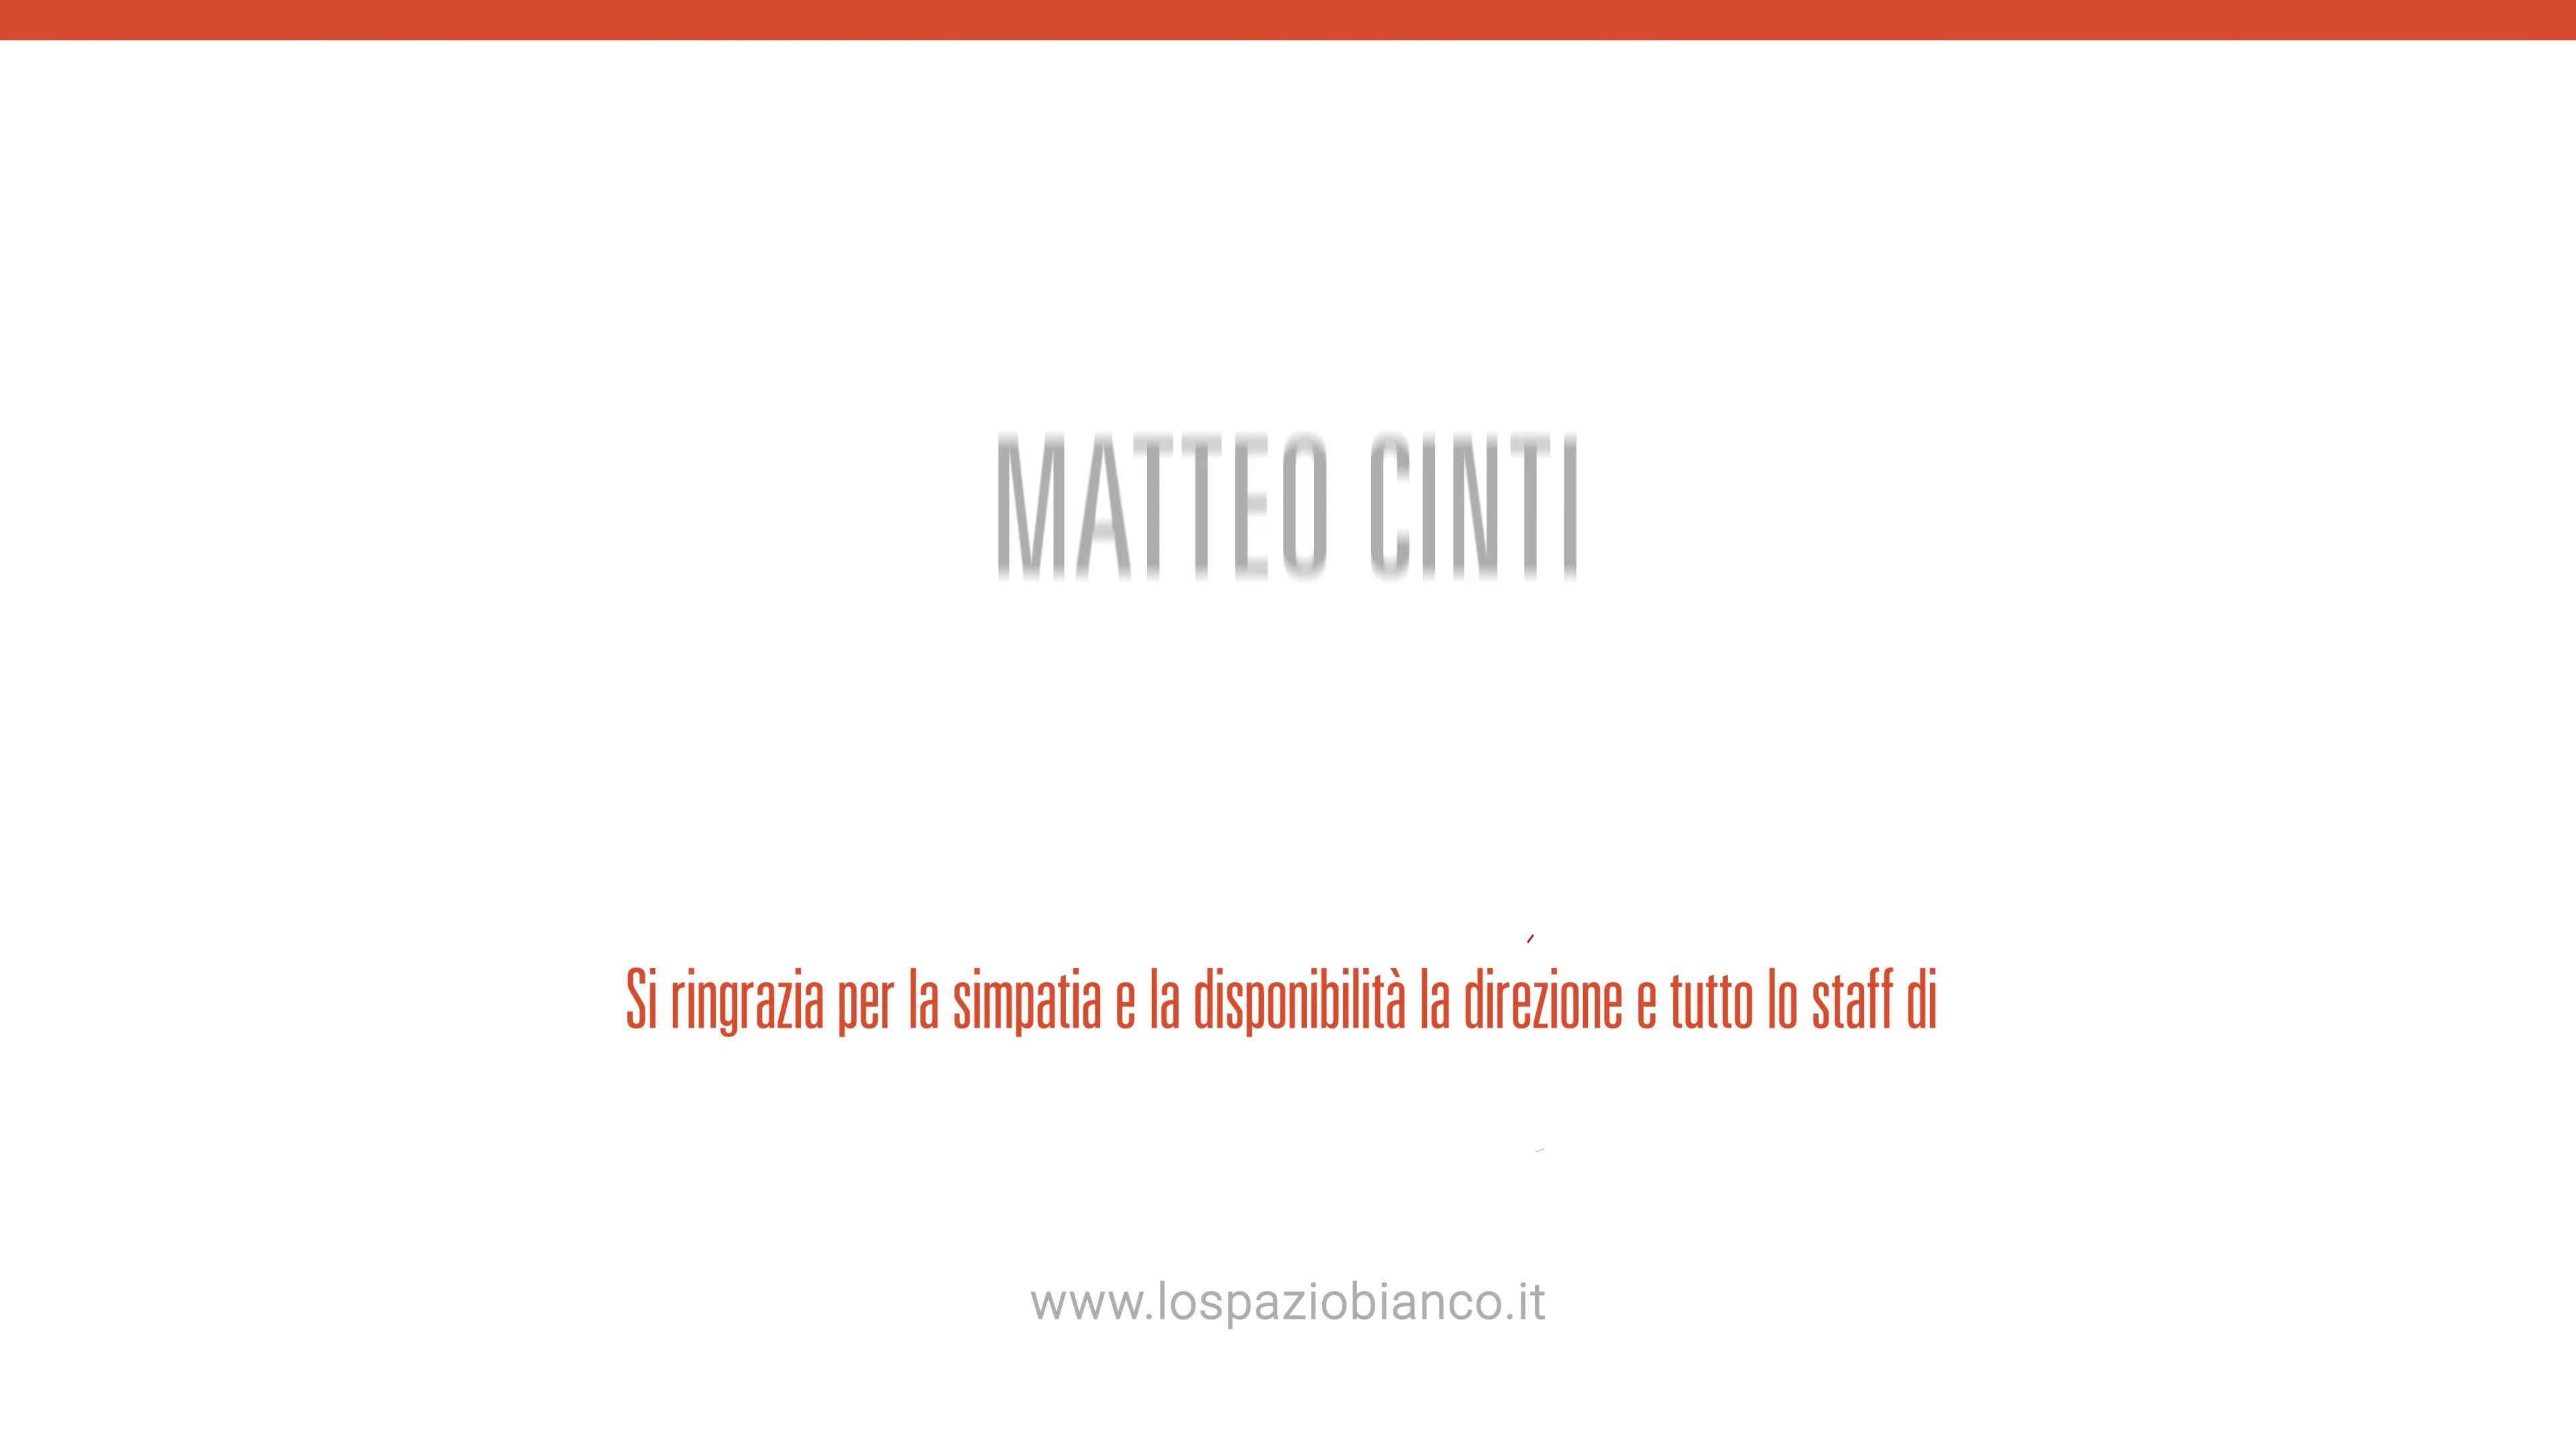 MATTEO CINTI
Si ringrazia per la simpatia e la disponibilità la direzione e tutto lo staff di
www.lospaziobianco.it